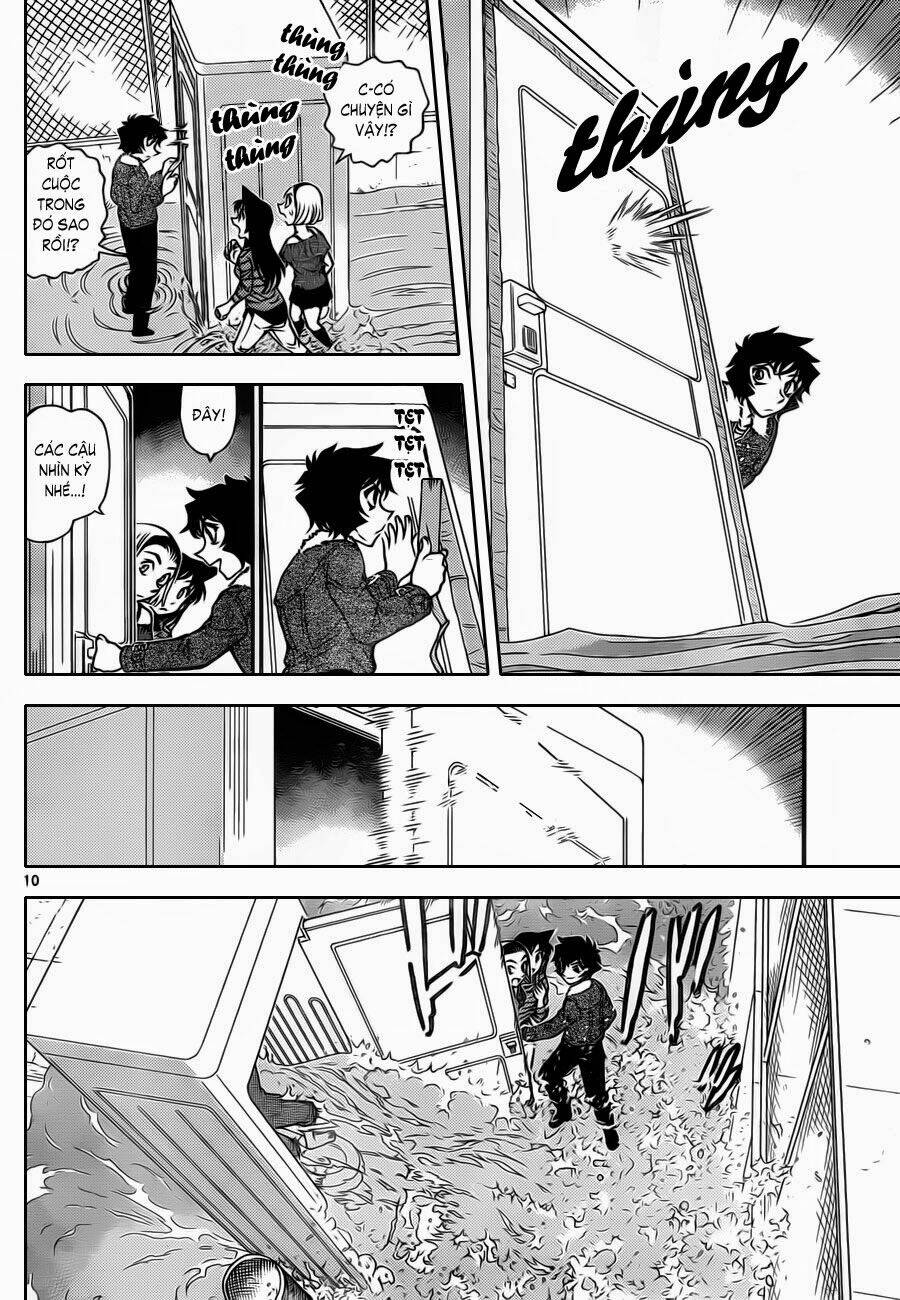 thùng
thùng
thùng
thùng
C-CÓ
CHUYỆN GÌ
VẬY!?
RỐT
CUỘC
TRONG
ĐÓ SAO
RỒI!?
thùng
TẸT
TẸT
TẸT
ĐÂY!
CÁC CẬU
NHÌN KỸ
NHÉ...!
10